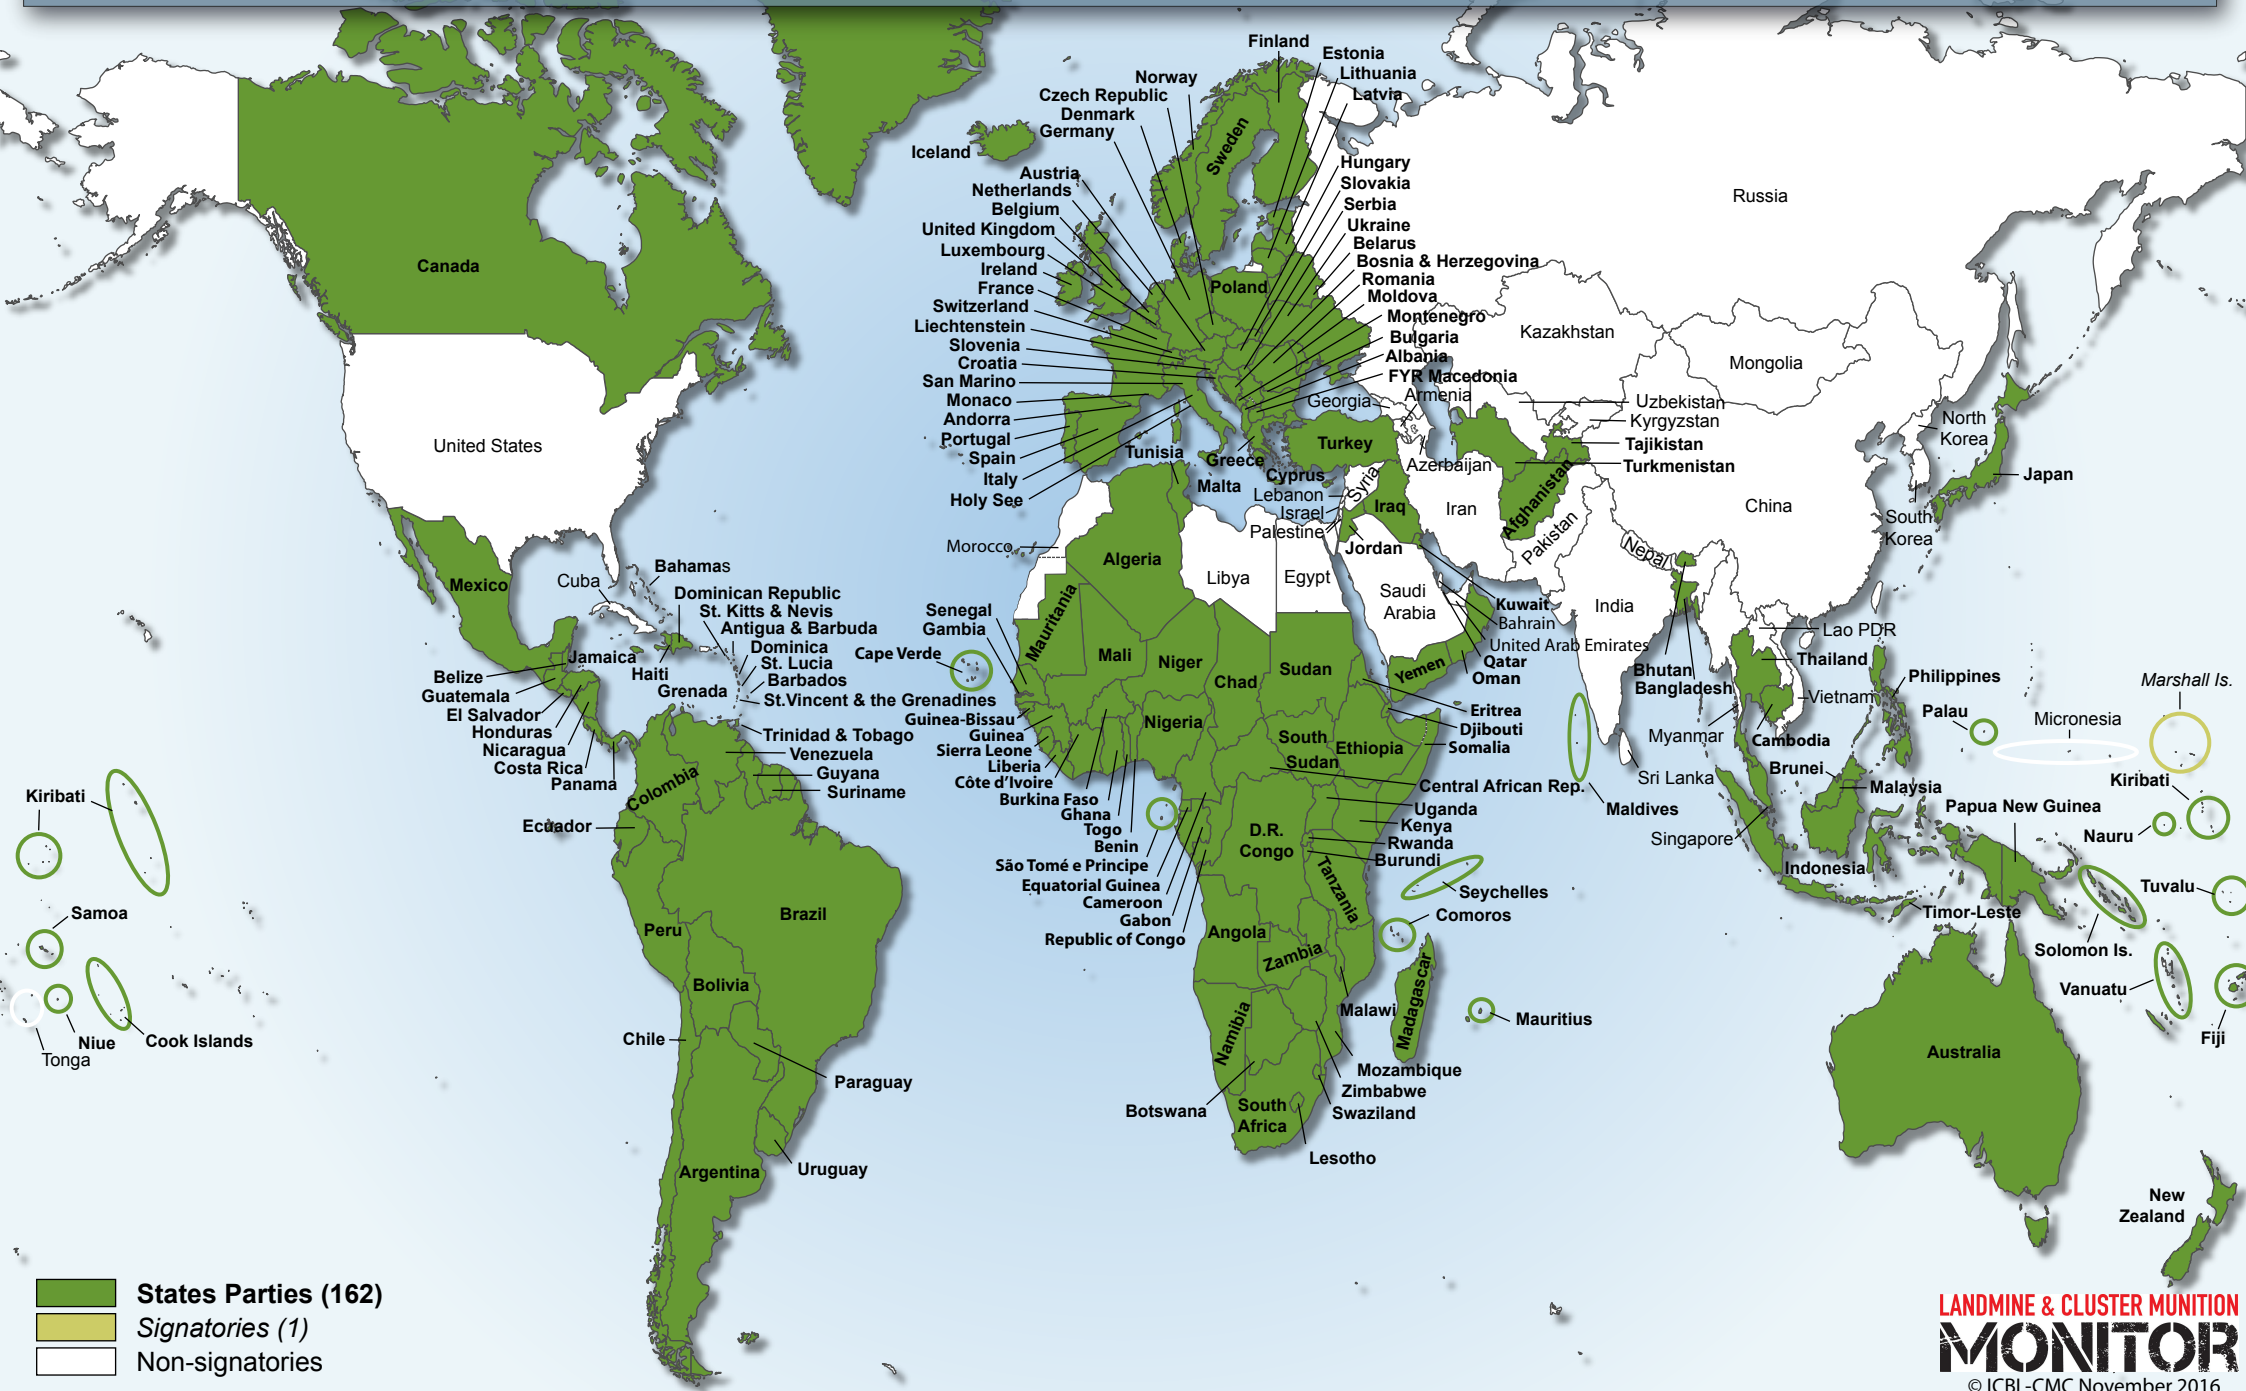 Finland
Estonia
Lithuania
Latvia
Norway
Czech Republic
Denmark
Germany
Iceland
Sweden
Austria
Netherlands
Belgium
United Kingdom
Luxembourg
Ireland
France
Switzerland
Liechtenstein
Slovenia
Croatia
San Marino
Monaco
Andorra
Portugal
Spain
Italy
Holy See
Hungary
Slovakia
Serbia
Ukraine
Belarus
Bosnia & Herzegovina
Romania
Moldova
Montenegro
Bulgaria
Albania
FYR Macedonia
Poland
Russia
Canada
United States
Kazakhstan
Mongolia
Georgia
Armenia
Azerbaijan
Uzbekistan
Kyrgyzstan
Tajikistan
Turkmenistan
North
Korea
South
Korea
Japan
China
Turkey
Tunisia
Greece
Malta
Cyprus
Lebanon
Israel
Palestine
Syria
Iraq
Iran
Jordan
Afghanistan
Pakistan
Nepal
India
Morocco
Algeria
Libya
Egypt
Saudi
Arabia
Kuwait
Bahrain
United Arab Emirates
Qatar
Oman
Yemen
Bhutan
Bangladesh
Lao PDR
Thailand
Vietnam
Myanmar
Cambodia
Sri Lanka
Philippines
Palau
Micronesia
Marshall Is.
Brunei
Malaysia
Singapore
Indonesia
Papua New Guinea
Kiribati
Nauru
Tuvalu
Timor-Leste
Solomon Is.
Vanuatu
Fiji
Australia
New
Zealand
Maldives
Mexico
Cuba
Bahamas
Dominican Republic
St. Kitts & Nevis
Antigua & Barbuda
Dominica
St. Lucia
Barbados
St.Vincent & the Grenadines
Jamaica
Haiti
Grenada
Belize
Guatemala
El Salvador
Honduras
Nicaragua
Costa Rica
Panama
Trinidad & Tobago
Venezuela
Guyana
Suriname
Colombia
Ecuador
Peru
Brazil
Bolivia
Chile
Paraguay
Argentina
Uruguay
Kiribati
Samoa
Niue
Tonga
Cook Islands
Senegal
Gambia
Cape Verde
Mauritania
Mali
Niger
Chad
Sudan
Nigeria
Guinea-Bissau
Guinea
Sierra Leone
Liberia
Côte d'Ivoire
Burkina Faso
Ghana
Togo
Benin
São Tomé e Principe
Equatorial Guinea
Cameroon
Gabon
Republic of Congo
South
Sudan
Ethiopia
Eritrea
Djibouti
Somalia
Central African Rep.
Uganda
Kenya
Rwanda
Burundi
D.R.
Congo
Tanzania
Seychelles
Comoros
Angola
Zambia
Malawi
Madagascar
Mauritius
Namibia
Mozambique
Zimbabwe
Swaziland
Botswana
South
Africa
Lesotho
States Parties (162)
Signatories (1)
Non-signatories
LANDMINE & CLUSTER MUNITION
MONITOR
© ICBL-CMC November 2016